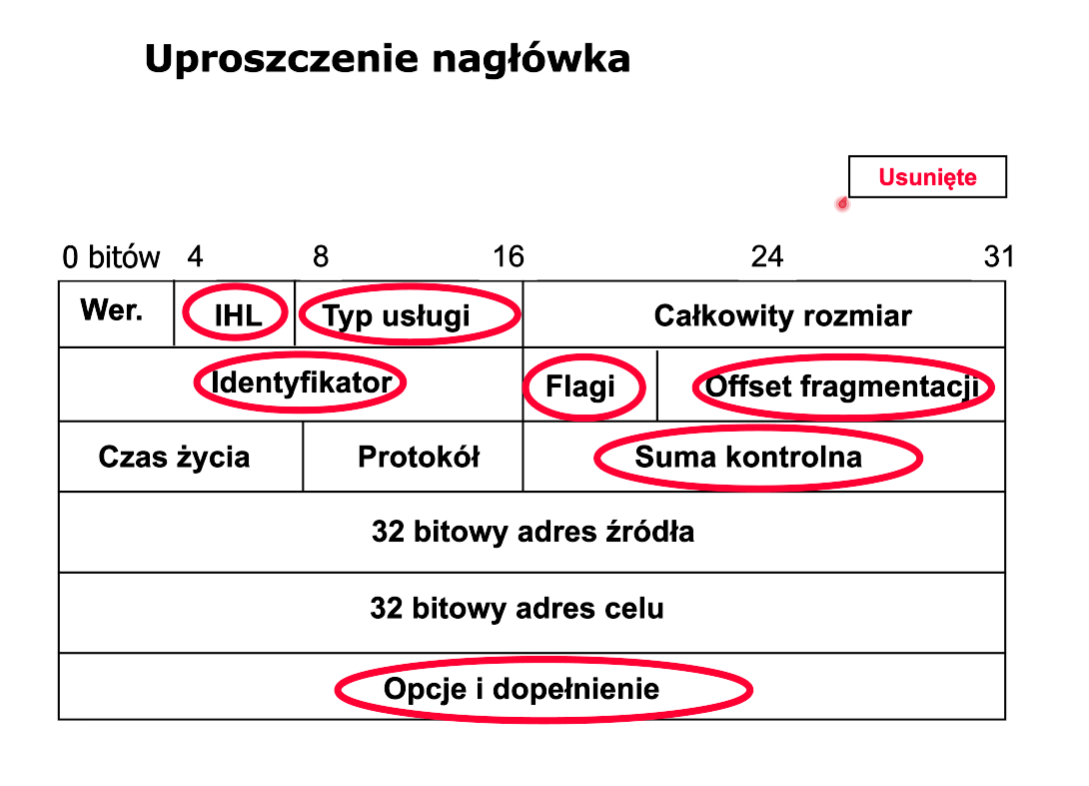 Uproszczenie nagłówka
Usunięte
0 bitów 4 8 16 24 31
Wer. IHL Typ usługi Całkowity rozmiar
Identyfikator Flagi Offset fragmentacji
Czas życia Protokół Suma kontrolna
32 bitowy adres źródła
32 bitowy adres celu
Opcje i dopełnienie